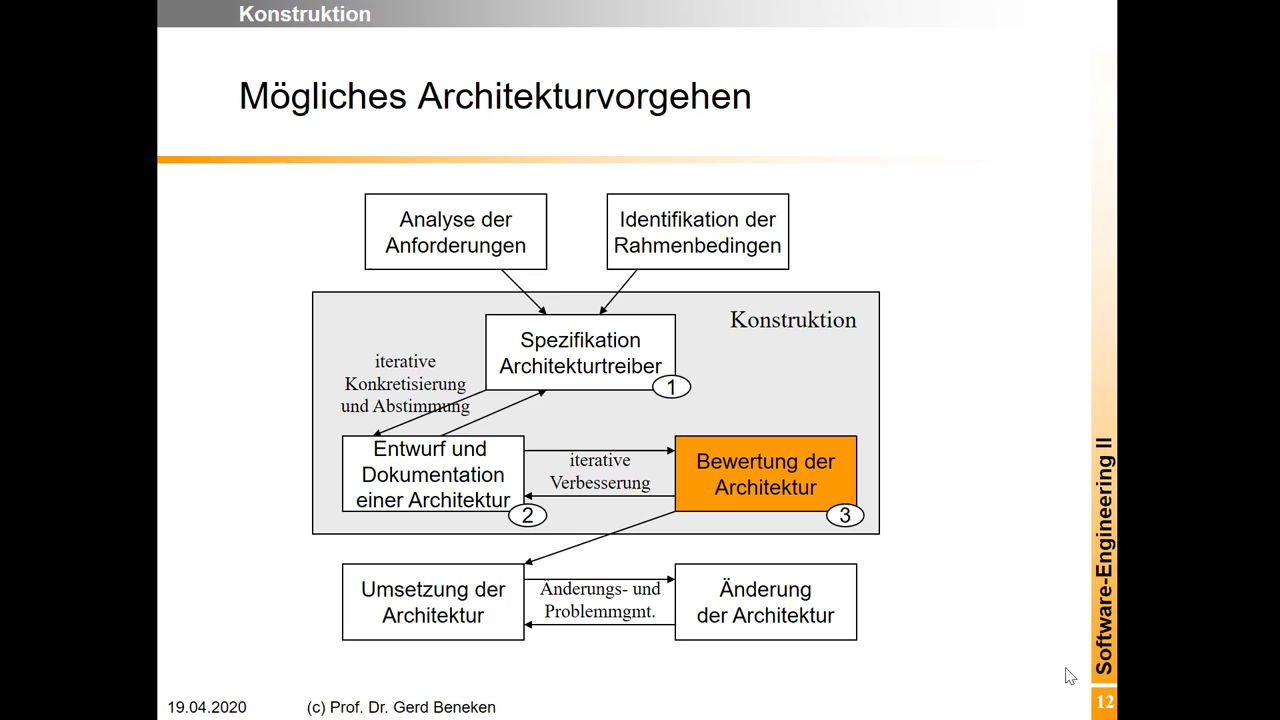 Konstruktion
Mögliches Architekturvorgehen
Analyse der
Anforderungen
Identifikation der
Rahmenbedingen
Konstruktion
Spezifikation
Architekturtreiber
1
iterative
Konkretisierung
und Abstimmung
Entwurf und
Dokumentation
einer Architektur
2
iterative
Verbesserung
Bewertung der
Architektur
3
Umsetzung der
Architektur
Änderungs- und
Problemmgmt.
Änderung
der Architektur
Software-Engineering II
19.04.2020
(c) Prof. Dr. Gerd Beneken
12